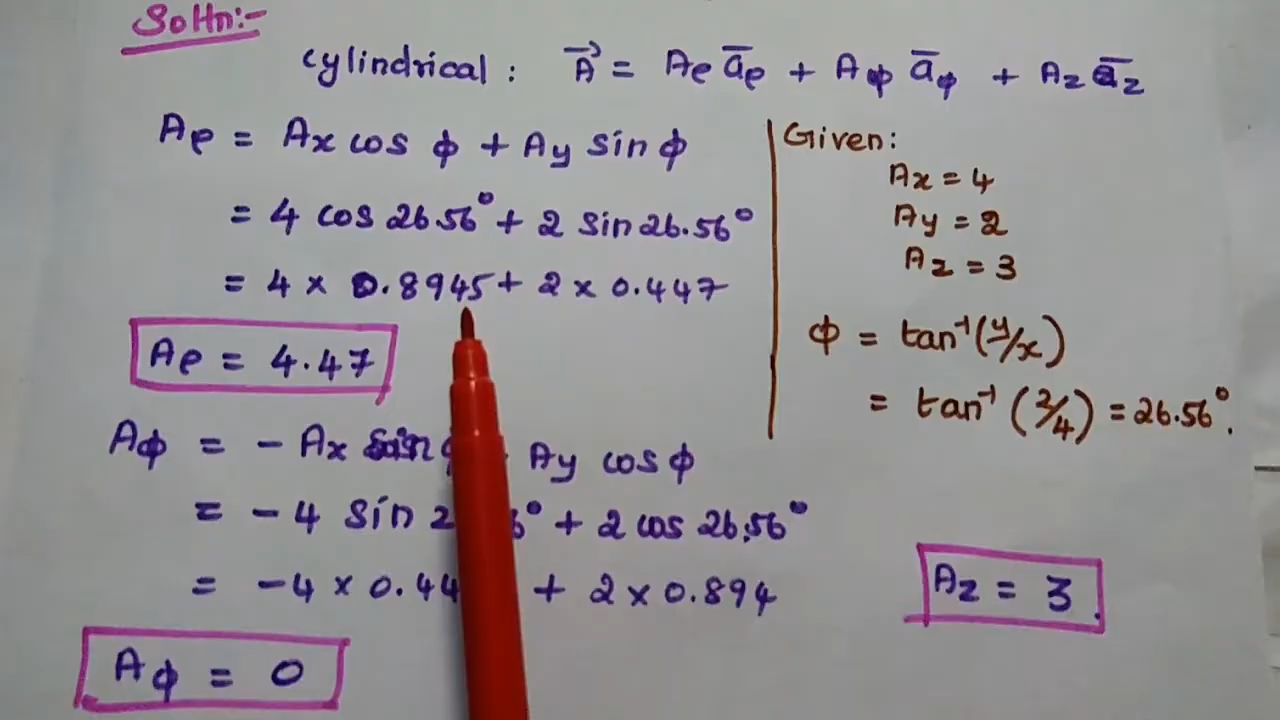 Soltn:-
cylindrical : A⃗ = Aρ āρ + Aϕ āϕ + Az āz
Aρ = Ax cos ϕ + Ay sin ϕ
= 4 cos 26.56° + 2 sin 26.56°
= 4 × 0.8945 + 2 × 0.447
Aρ = 4.47
Aϕ = - Ax sin Ay cos ϕ
= - 4 sin + 2 cos 26.56°
= -4 × + 2 × 0.894
Aϕ = 0
Given:
Ax = 4
Ay = 2
Az = 3
ϕ = tan⁻¹(y/x)
= tan⁻¹ (2/4) = 26.56°.
Az = 3.